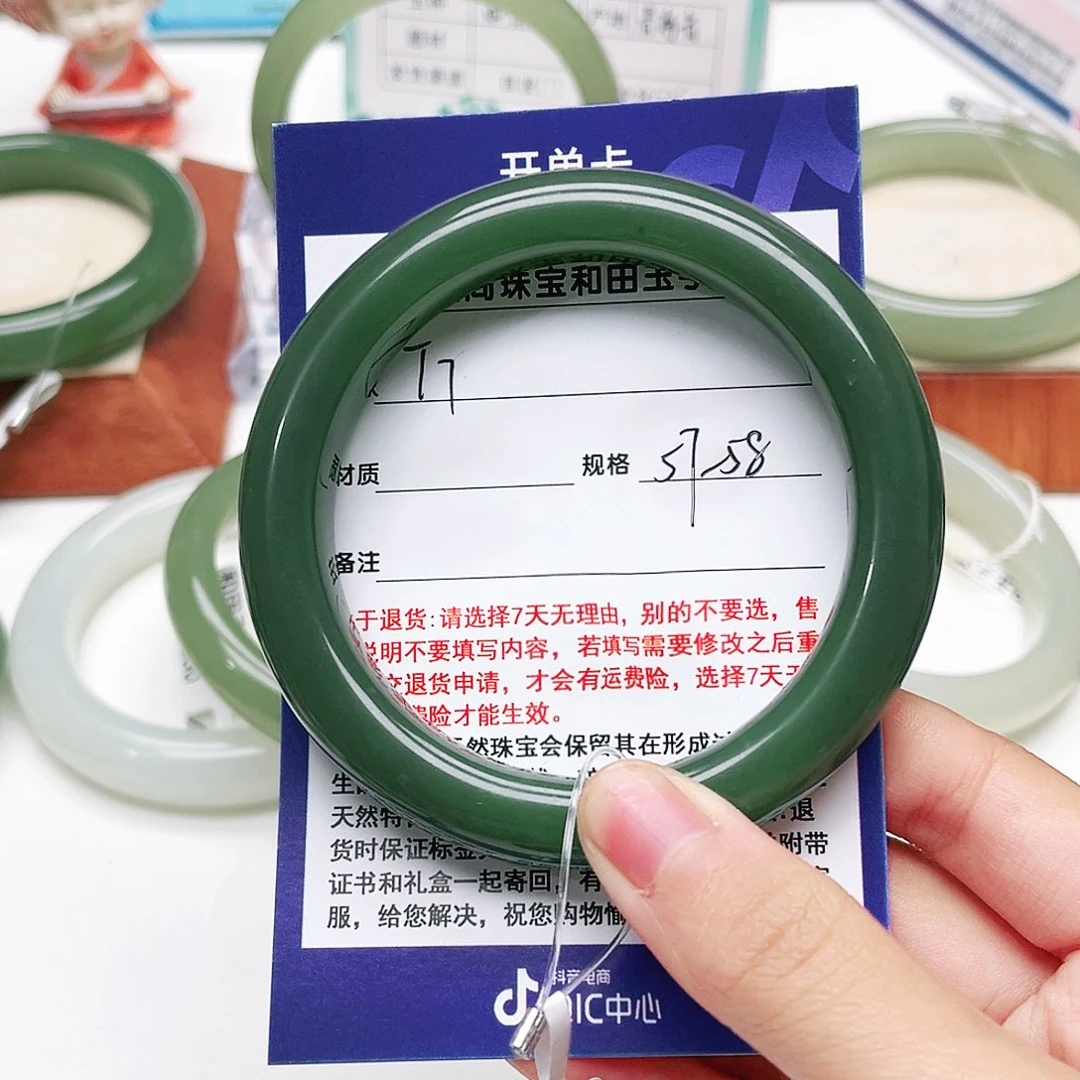 开单卡
珠宝和田玉
T7
材质 规格 57.58
备注
于退货:请选择7天无理由,别的不要选,售
明不要填写内容,若填写需要修改之后重
退货申请,才会有运费险,选择7天
险才能生效。
然珠宝会保留其在形成
生
天然特 退
货时保证标签 附带
证书和礼盒一起寄回,有
服,给您解决,祝您购物愉
抖音电商
QIC中心